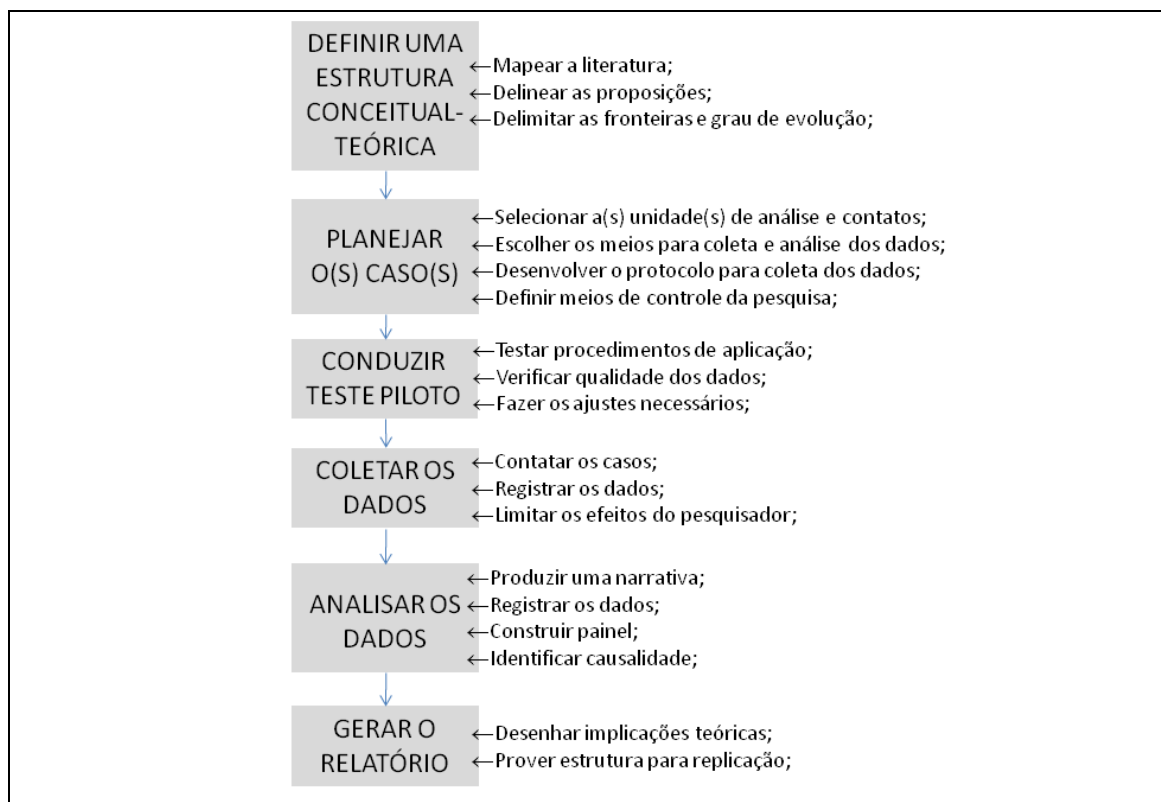 DEFINIR UMA
ESTRUTURA
CONCEITUAL-
TEÓRICA
←Mapear a literatura;
←Delinear as proposições;
←Delimitar as fronteiras e grau de evolução;
PLANEJAR
O(S) CASO(S)
←Selecionar a(s) unidade(s) de análise e contatos;
←Escolher os meios para coleta e análise dos dados;
←Desenvolver o protocolo para coleta dos dados;
←Definir meios de controle da pesquisa;
CONDUZIR
TESTE PILOTO
←Testar procedimentos de aplicação;
←Verificar qualidade dos dados;
←Fazer os ajustes necessários;
COLETAR OS
DADOS
←Contatar os casos;
←Registrar os dados;
←Limitar os efeitos do pesquisador;
ANALISAR OS
DADOS
←Produzir uma narrativa;
←Registrar os dados;
←Construir painel;
←Identificar causalidade;
GERAR O
RELATÓRIO
←Desenhar implicações teóricas;
←Prover estrutura para replicação;